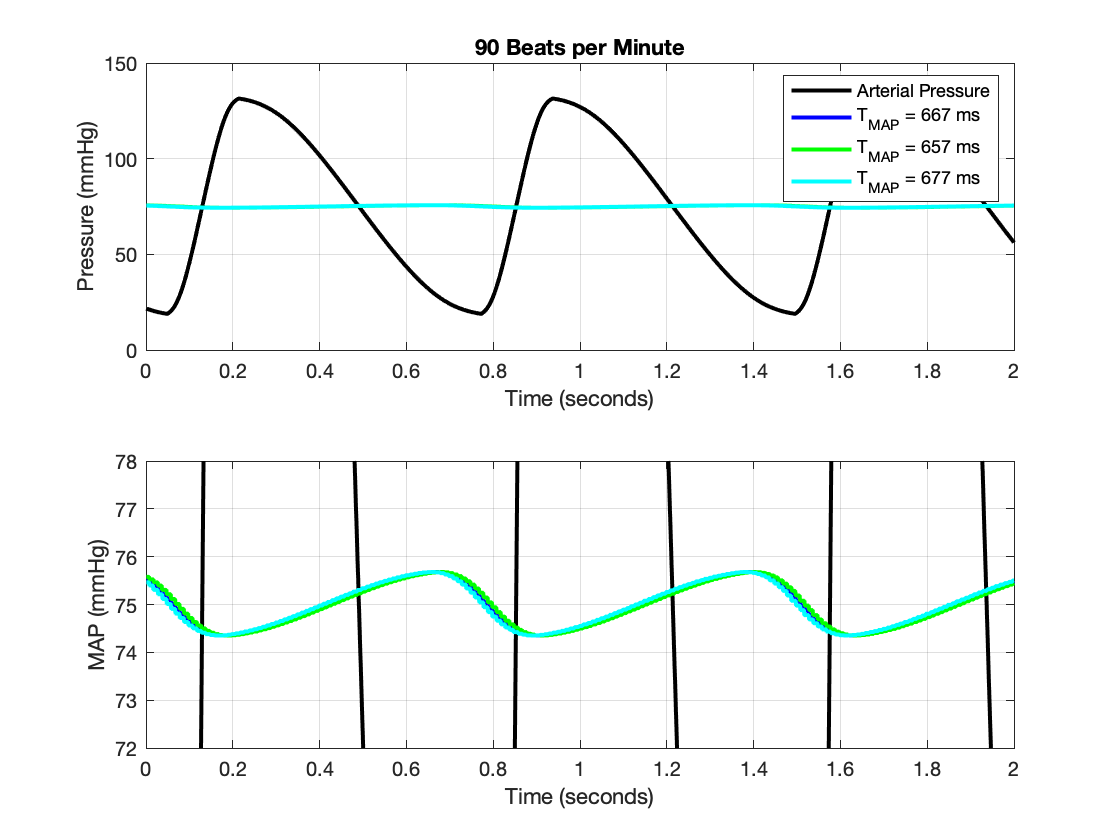 90 Beats per Minute
150
100
50
0
Pressure (mmHg)
Arterial Pressure
TMAP = 667 ms
TMAP = 657 ms
TMAP = 677 ms
0 0.2 0.4 0.6 0.8 1 1.2 1.4 1.6 1.8 2
Time (seconds)
78
77
76
75
74
73
72
MAP (mmHg)
0 0.2 0.4 0.6 0.8 1 1.2 1.4 1.6 1.8 2
Time (seconds)